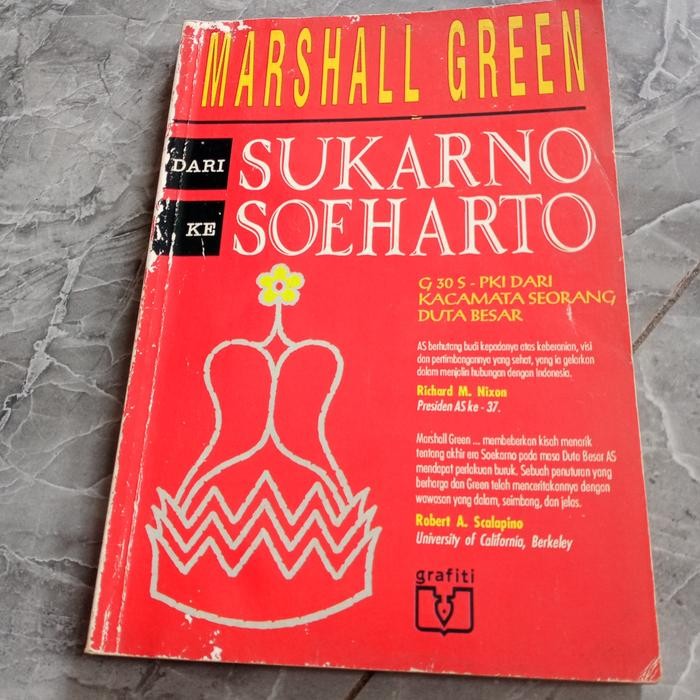 MARSHALL GREEN
DARI SUKARNO
KE SOEHARTO
G 30 S - PKI DARI
KACAMATA SEORANG
DUTA BESAR
AS berhutang budi kepadanya atas keberanian, visi
dan pertimbangannya yang sehat, yang ia gelarkan
dalam menjalin hubungan dengan Indonesia.
Richard M. Nixon
Presiden AS ke - 37.
Marshall Green ... membeberkan kisah menarik
tentang akhir era Soekarno pada masa Duta Besar AS
mendapat perlakuan buruk. Sebuah penuturan yang
berharga dan Green telah menceritakannya dengan
wawasan yang dalam, seimbang, dan jelas.
Robert A. Scalapino
University of California, Berkeley
grafiti